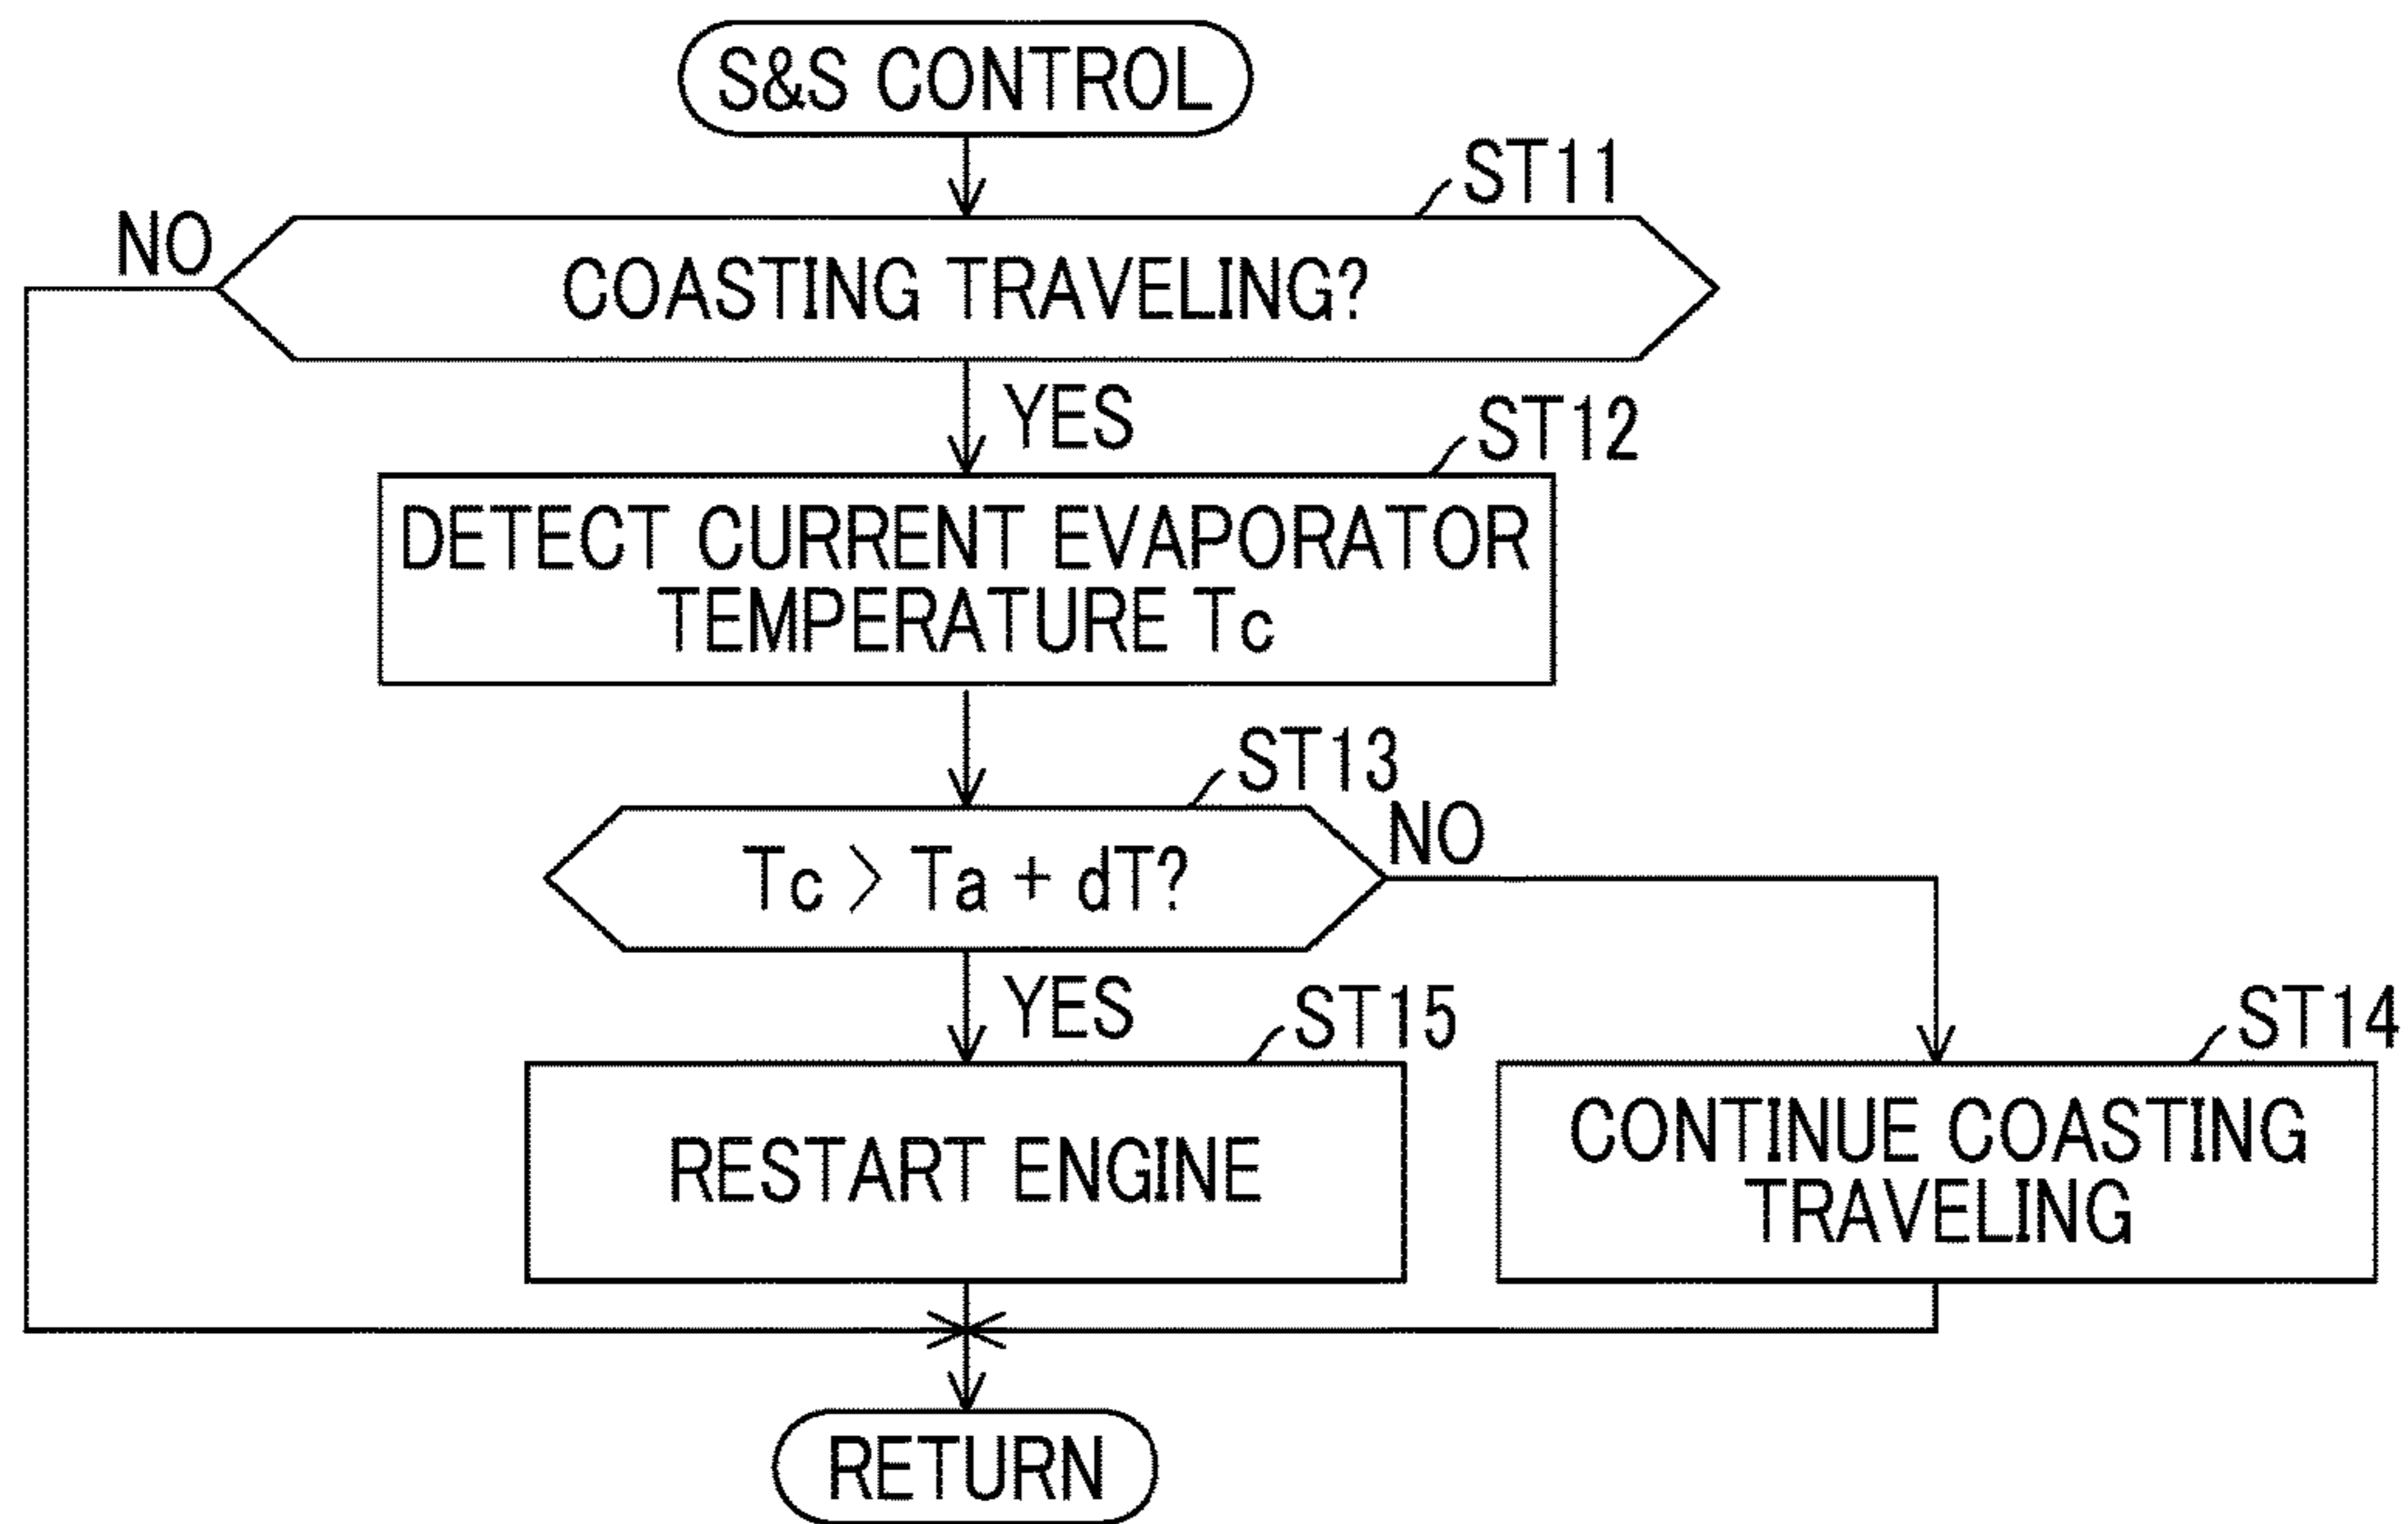 S&S CONTROL
ST11
NO
COASTING TRAVELING?
YES
ST12
DETECT CURRENT EVAPORATOR
TEMPERATURE Tc
ST13
NO
Tc > Ta + dT?
YES
ST15
ST14
RESTART ENGINE
CONTINUE COASTING
TRAVELING
RETURN